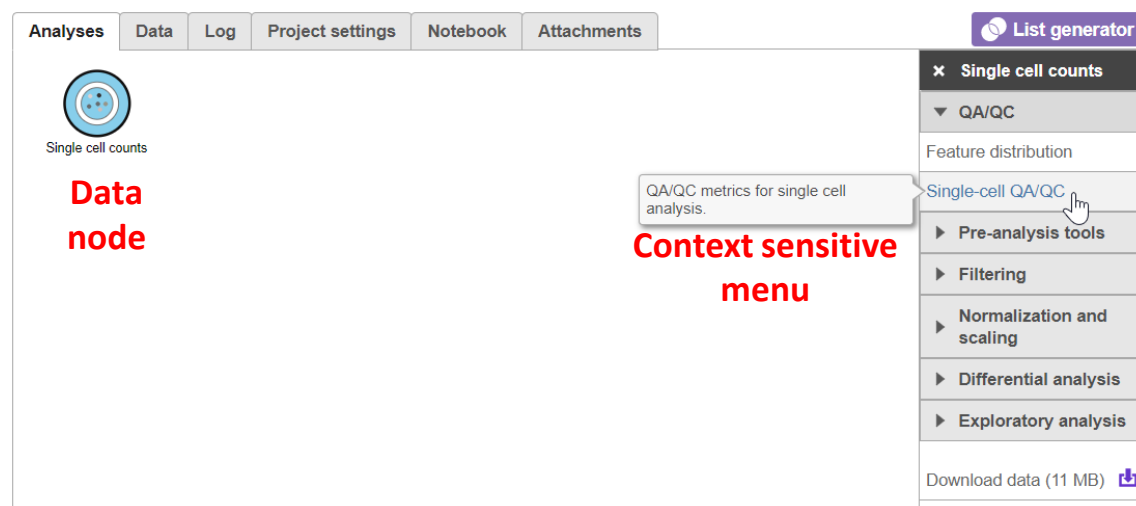 Analyses
Data
Log
Project settings
Notebook
Attachments
List generator
Single cell counts
Single cell counts
QA/QC
Feature distribution
Single-cell QA/QC
QA/QC metrics for single cell
analysis.
Data
node
Context sensitive
menu
Pre-analysis tools
Filtering
Normalization and
scaling
Differential analysis
Exploratory analysis
Download data (11 MB)